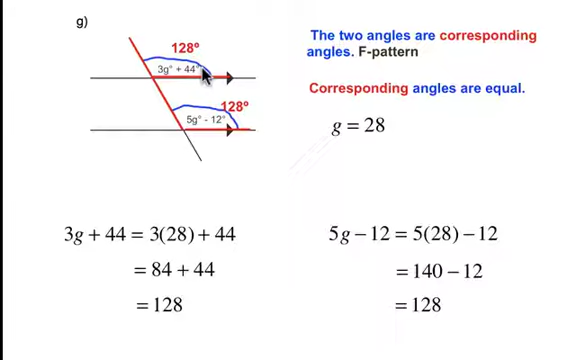 g)
128°
3g° + 44°
128°
5g° - 12°
The two angles are corresponding
angles. F-pattern
Corresponding angles are equal.
g = 28
3g + 44 = 3(28) + 44
= 84 + 44
= 128
5g − 12 = 5(28) − 12
= 140 − 12
= 128